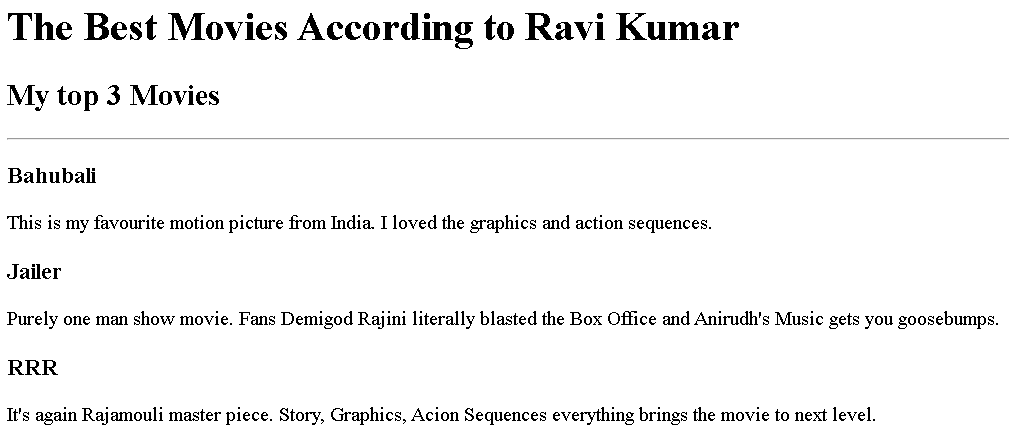 The Best Movies According to Ravi Kumar
My top 3 Movies
Bahubali
This is my favourite motion picture from India. I loved the graphics and action sequences.
Jailer
Purely one man show movie. Fans Demigod Rajini literally blasted the Box Office and Anirudh's Music gets you goosebumps.
RRR
It's again Rajamouli master piece. Story, Graphics, Acion Sequences everything brings the movie to next level.